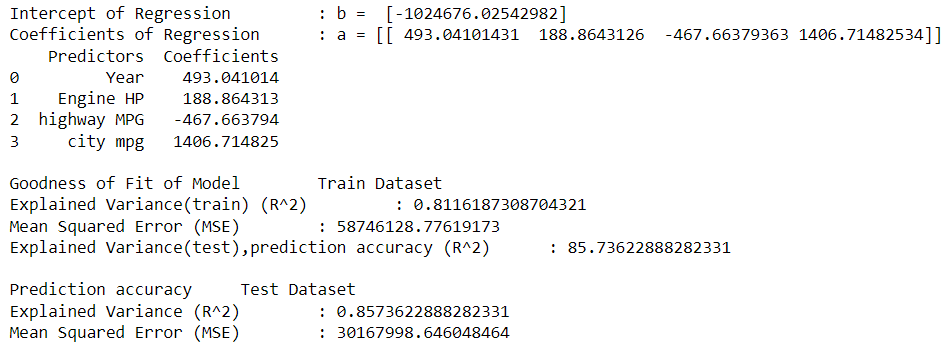 Intercept of Regression : b = [-1024676.02542982]
Coefficients of Regression : a = [[ 493.04101431 188.8643126 -467.66379363 1406.71482534]]
Predictors Coefficients
0 Year 493.041014
1 Engine HP 188.864313
2 highway MPG -467.663794
3 city mpg 1406.714825
Goodness of Fit of Model Train Dataset
Explained Variance(train) (R^2) : 0.8116187308704321
Mean Squared Error (MSE) : 58746128.77619173
Explained Variance(test),prediction accuracy (R^2) : 85.73622888282331
Prediction accuracy Test Dataset
Explained Variance (R^2) : 0.8573622888282331
Mean Squared Error (MSE) : 30167998.646048464